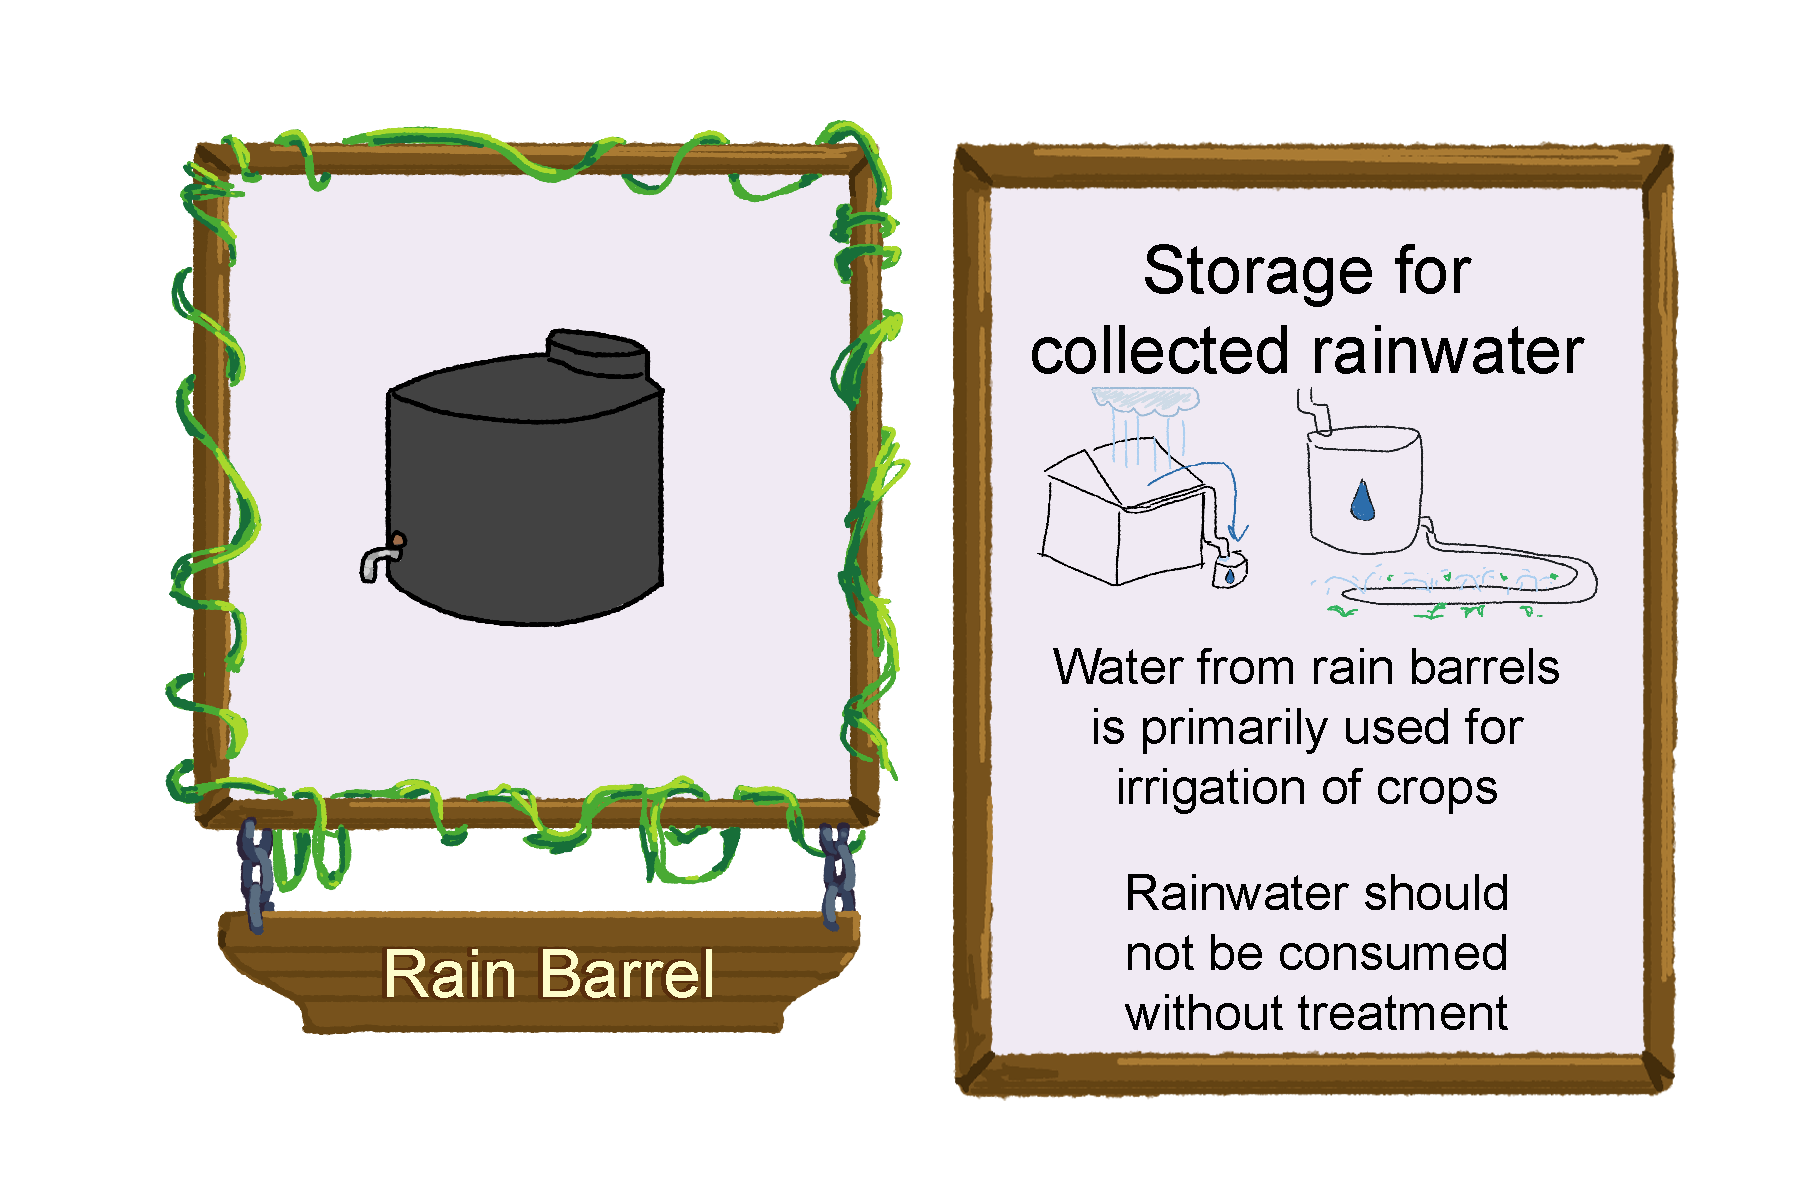 Rain Barrel
Storage for
collected rainwater
Water from rain barrels
is primarily used for
irrigation of crops
Rainwater should
not be consumed
without treatment